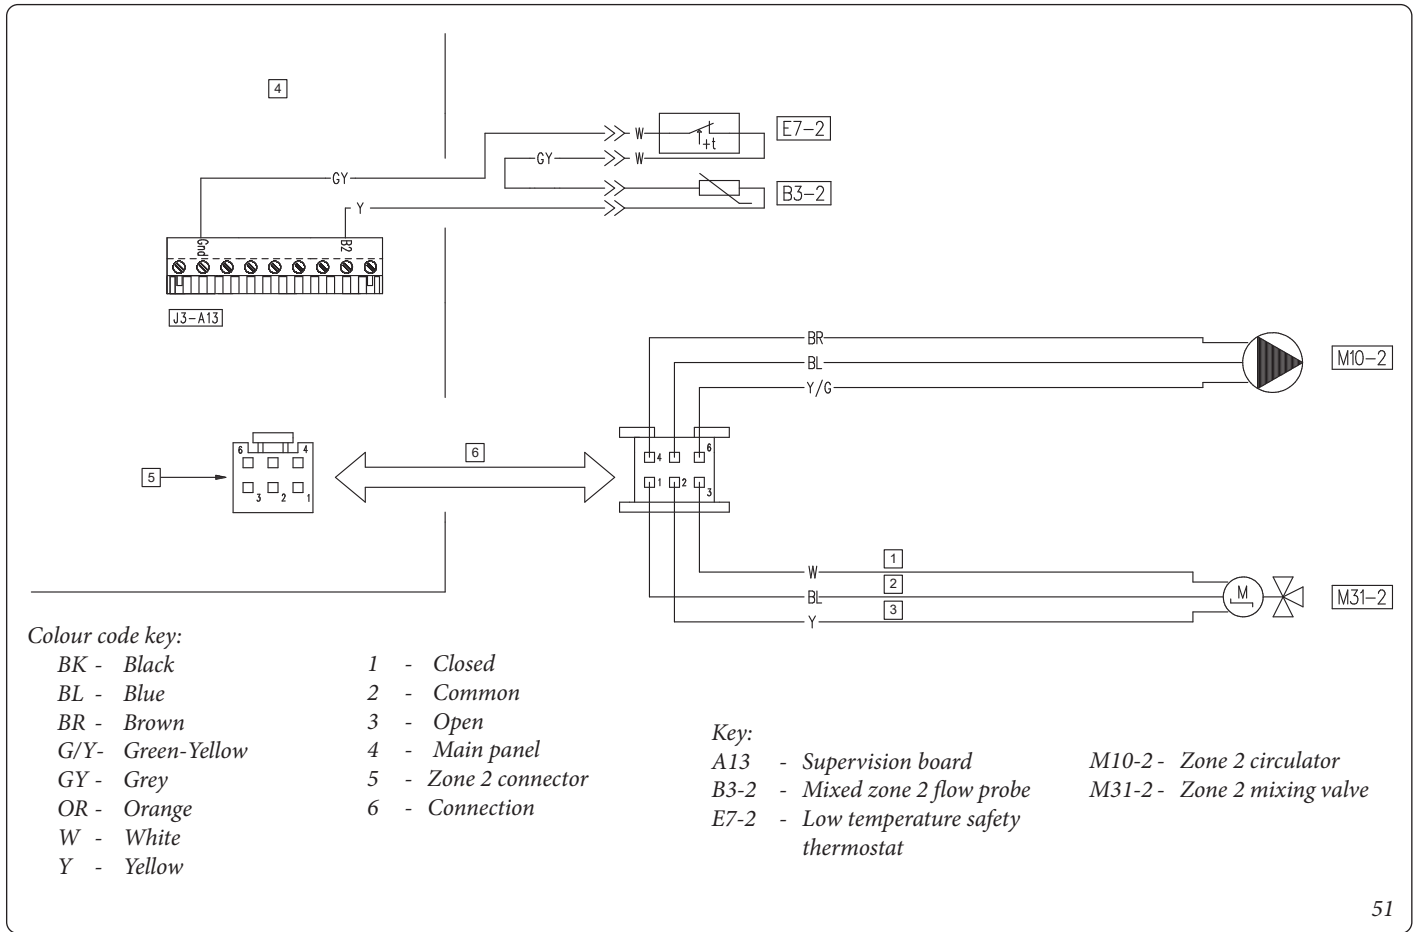 4
W
+t
E7-2
GY
W
GY
B3-2
Y
Gnd
B2
J3-A13
BR
BL
Y/G
M10-2
6
6 4
4 6
5
3 2 1
1 2 3
W
1
BL
2
Y
3
M
M31-2
Colour code key:
BK - Black
BL - Blue
BR - Brown
G/Y- Green-Yellow
GY - Grey
OR - Orange
W - White
Y - Yellow
1 - Closed
2 - Common
3 - Open
4 - Main panel
5 - Zone 2 connector
6 - Connection
Key:
A13 - Supervision board
B3-2 - Mixed zone 2 flow probe
E7-2 - Low temperature safety
thermostat
M10-2 - Zone 2 circulator
M31-2 - Zone 2 mixing valve
51